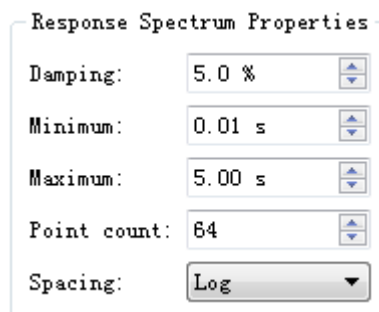 Response Spectrum Properties
Damping: 5.0 %
Minimum: 0.01 s
Maximum: 5.00 s
Point count: 64
Spacing: Log